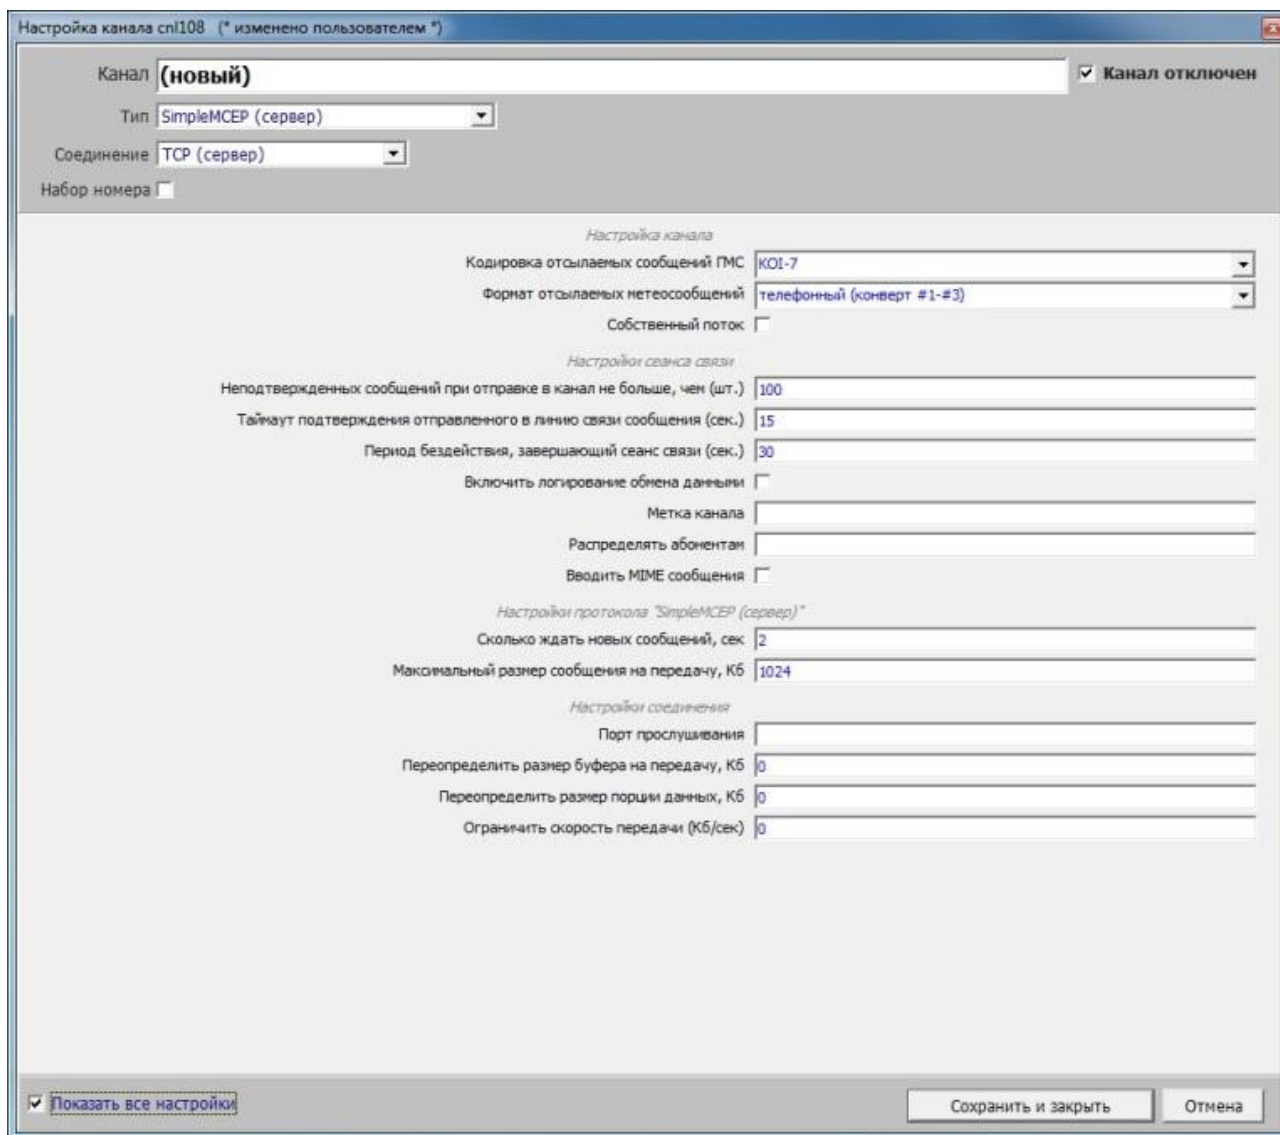 Настройка канала cnl108 (* изменено пользователем *)
Канал (новый) Канал отключен
Тип SimpleMCEP (сервер)
Соединение TCP (сервер)
Набор номера
Настройка канала
Кодировка отсылаемых сообщений ГМС KOI-7
Формат отсылаемых метеосообщений телефонный (конверт #1-#3)
Собственный поток
Настройки сеанса связи
Неподтвержденных сообщений при отправке в канал не больше, чем (шт.) 100
Таймаут подтверждения отправленного в линию связи сообщения (сек.) 15
Период бездействия, завершающий сеанс связи (сек.) 30
Включить логирование обмена данными
Метка канала
Распределять абонентам
Вводить MIME сообщения
Настройки протокола "SimpleMCEP (сервер)"
Сколько ждать новых сообщений, сек 2
Максимальный размер сообщения на передачу, Кб 1024
Настройки соединения
Порт прослушивания
Переопределить размер буфера на передачу, Кб 0
Переопределить размер порции данных, Кб 0
Ограничить скорость передачи (Кб/сек) 0
Показать все настройки Сохранить и закрыть Отмена